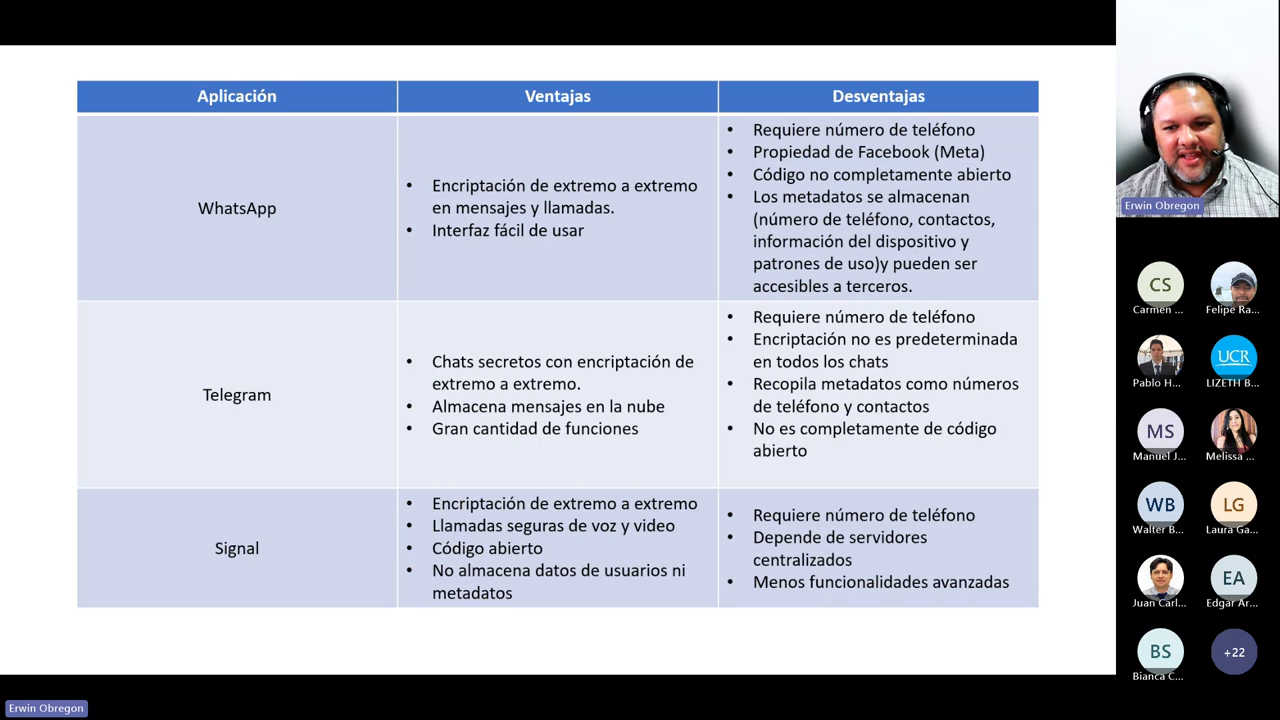 Aplicación
Ventajas
Desventajas
WhatsApp
• Encriptación de extremo a extremo
en mensajes y llamadas.
• Interfaz fácil de usar
• Requiere número de teléfono
• Propiedad de Facebook (Meta)
• Código no completamente abierto
• Los metadatos se almacenan
(número de teléfono, contactos,
información del dispositivo y
patrones de uso)y pueden ser
accesibles a terceros.
Telegram
• Chats secretos con encriptación de
extremo a extremo.
• Almacena mensajes en la nube
• Gran cantidad de funciones
• Requiere número de teléfono
• Encriptación no es predeterminada
en todos los chats
• Recopila metadatos como números
de teléfono y contactos
• No es completamente de código
abierto
Signal
• Encriptación de extremo a extremo
• Llamadas seguras de voz y video
• Código abierto
• No almacena datos de usuarios ni
metadatos
• Requiere número de teléfono
• Depende de servidores
centralizados
• Menos funcionalidades avanzadas
Erwin Obregon
CS
Carmen ...
Felipe Ra...
Pablo H...
UCR
LIZETH B...
MS
Manuel J...
Melissa ...
WB
Walter B...
LG
Laura Ga...
Juan Carl...
EA
Edgar Ar...
BS
Bianca C...
+22
Erwin Obregon